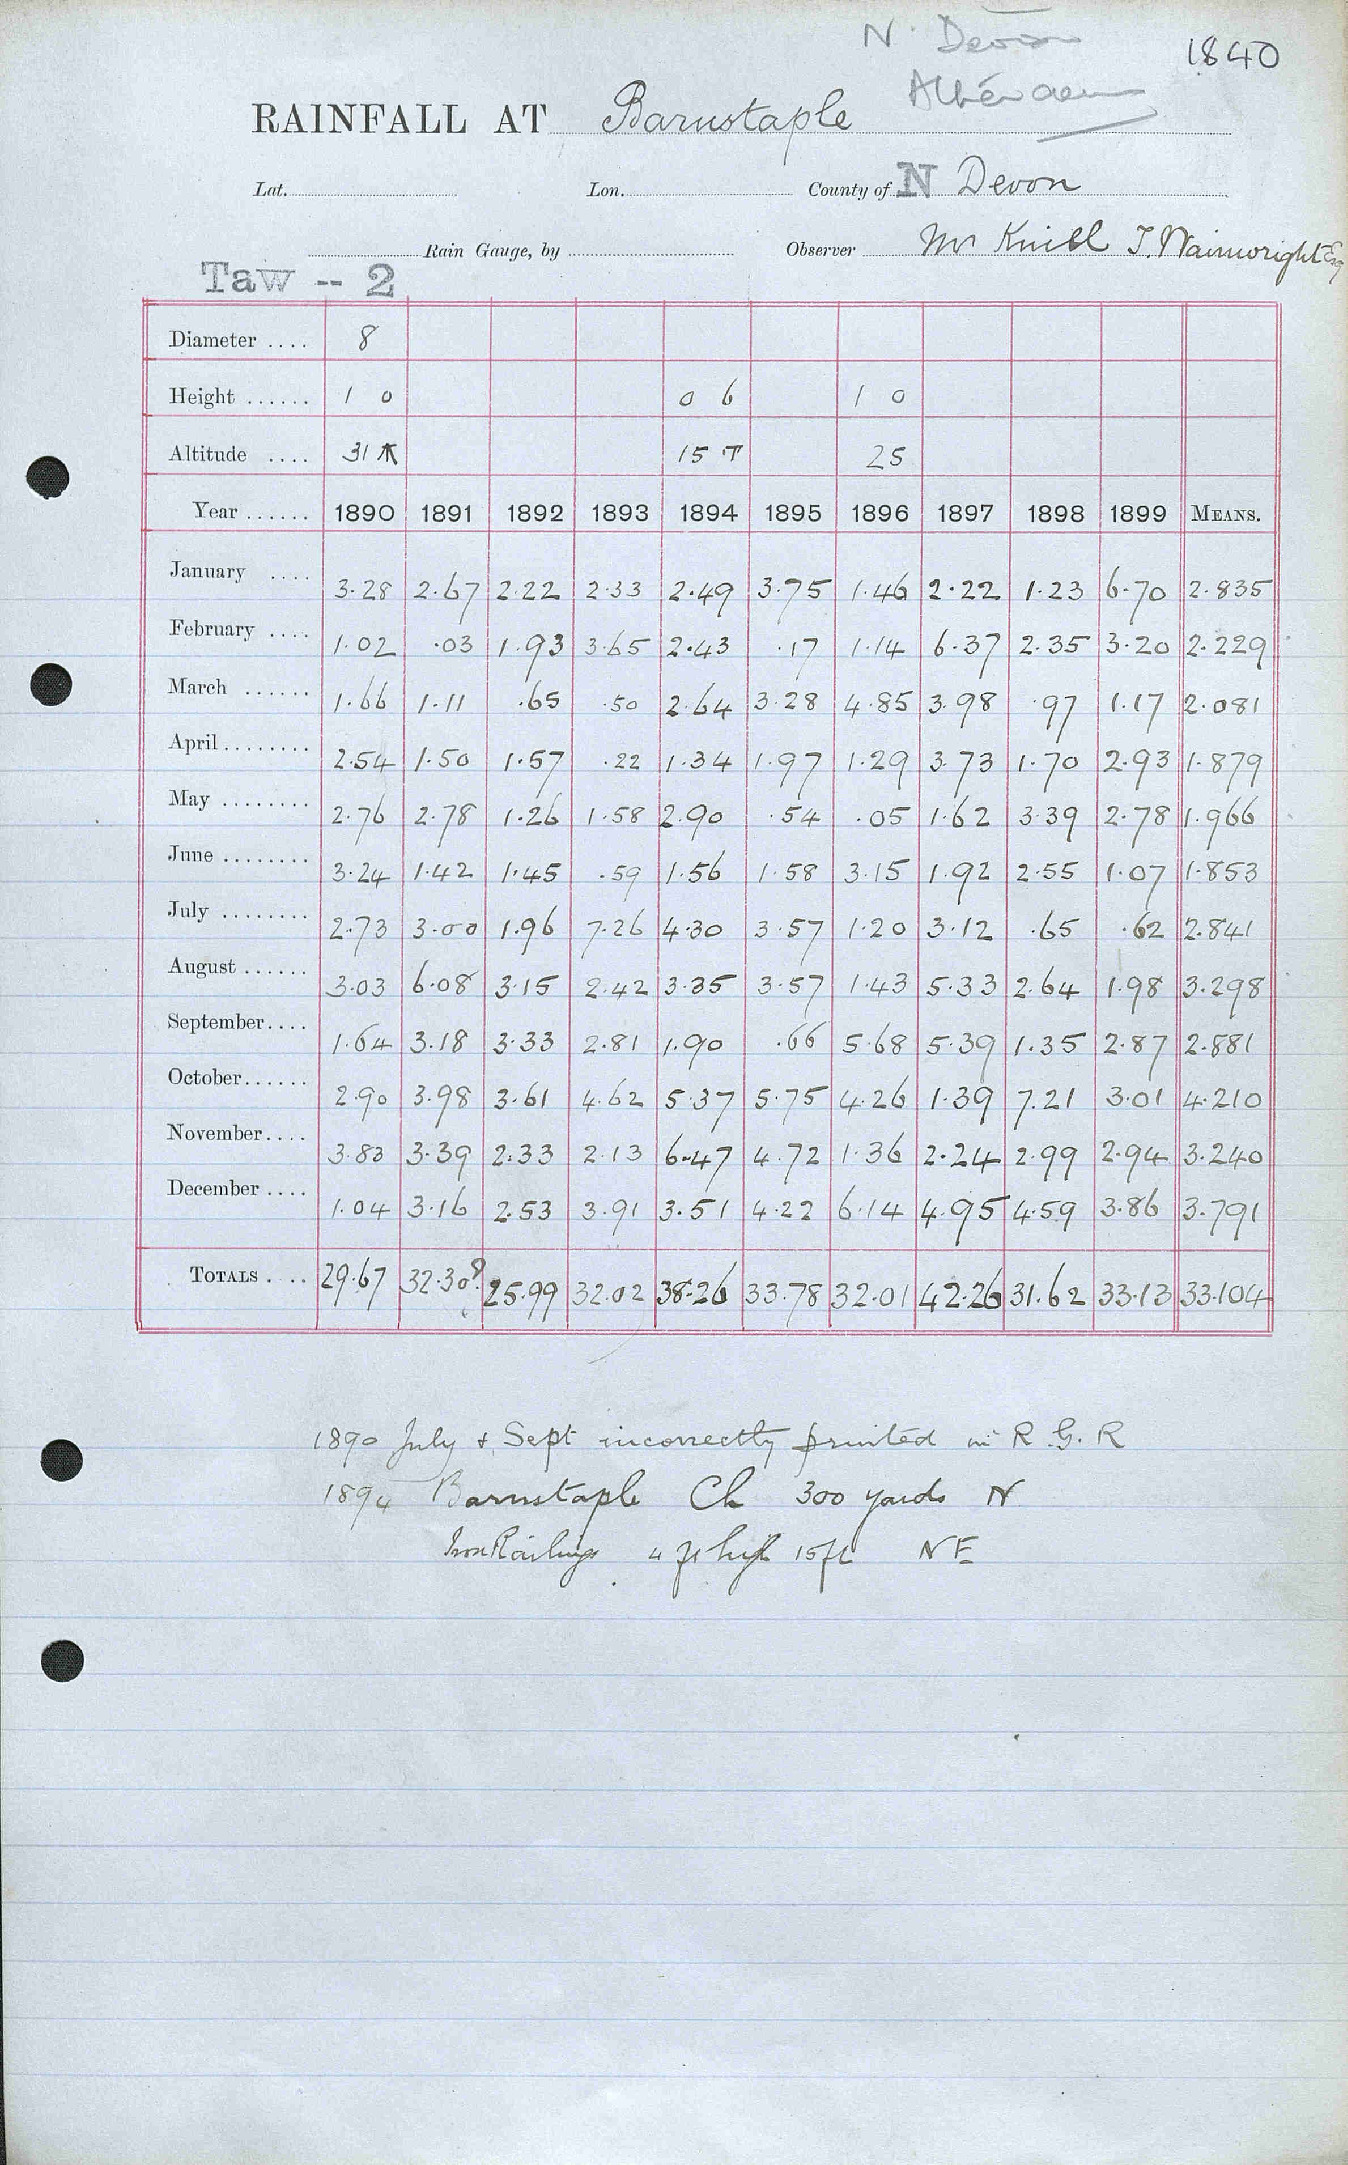 N. Devon 1840
Athenaeum
RAINFALL AT Barnstaple
Lat. Lon. County of N Devon
Rain Gauge, by Observer Mr Knill J. Wainwright Esq
Taw -- 2
Diameter .... 8
Height ...... 1 0 0 6 1 0
Altitude .... 31 15 T 25
Year ...... 1890 1891 1892 1893 1894 1895 1896 1897 1898 1899 MEANS.
January .... 3.28 2.67 2.22 2.33 2.49 3.75 1.46 2.22 1.23 6.70 2.835
February .... 1.02 .03 1.93 3.65 2.43 .17 1.14 6.37 2.35 3.20 2.229
March ...... 1.66 1.11 .65 .50 2.64 3.28 4.85 3.98 .97 1.17 2.081
April ........ 2.54 1.50 1.57 .22 1.34 1.97 1.29 3.73 1.70 2.93 1.879
May ........ 2.76 2.78 1.26 1.58 2.90 .54 .05 1.62 3.39 2.78 1.966
June ........ 3.24 1.42 1.45 .59 1.56 1.58 3.15 1.92 2.55 1.07 1.853
July ........ 2.73 3.00 1.96 7.26 4.30 3.57 1.20 3.12 .65 .62 2.841
August ...... 3.03 6.08 3.15 2.42 3.35 3.57 1.43 5.33 2.64 1.98 3.298
September.... 1.64 3.18 3.33 2.81 1.90 .66 5.68 5.39 1.35 2.87 2.881
October...... 2.90 3.98 3.61 4.62 5.37 5.75 4.26 1.39 7.21 3.01 4.210
November.... 3.83 3.39 2.33 2.13 6.47 4.72 1.36 2.24 2.99 2.94 3.240
December .... 1.04 3.16 2.53 3.91 3.51 4.22 6.14 4.95 4.59 3.86 3.791
TOTALS .... 29.67 32.30? 25.99 32.02 38.26 33.78 32.01 42.26 31.62 33.13 33.104
1890 July & Sept incorrectly printed in R. G. R
1894 Barnstaple Ch 300 yards N
Iron Railings 4 ft high 15ft NE